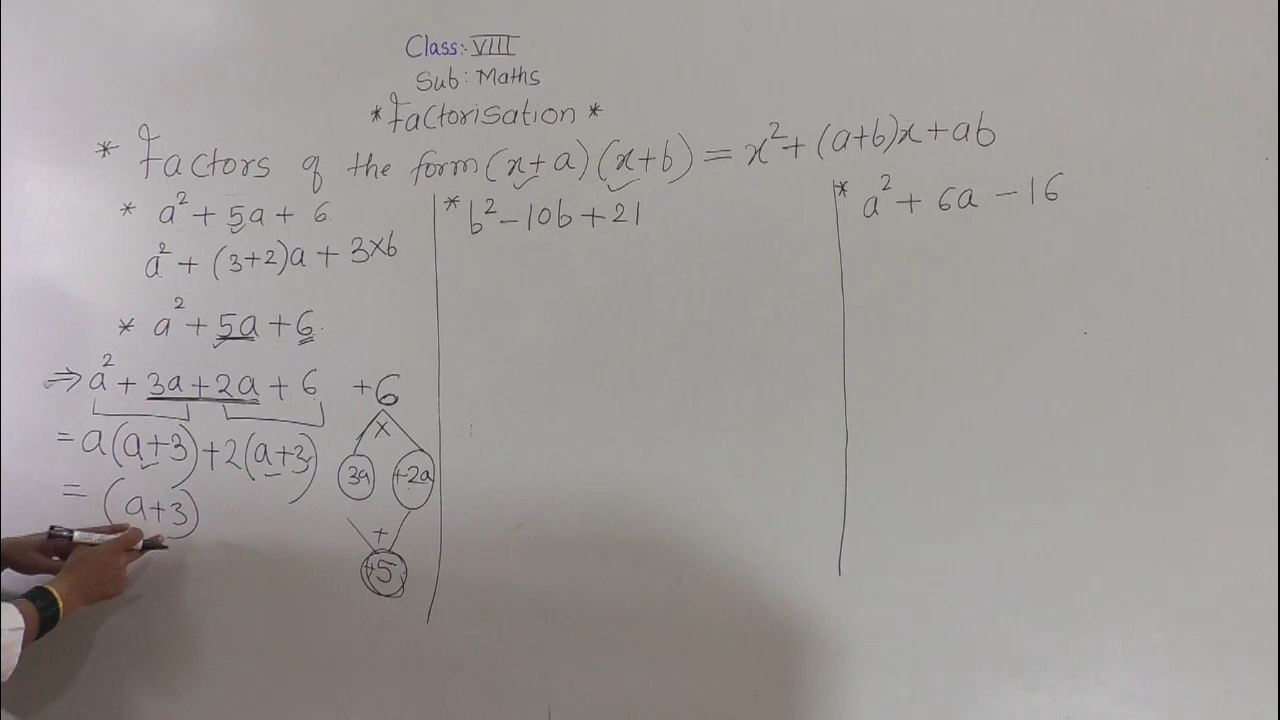 Class:- VIII
Sub: Maths
* Factorisation *
* Factors of the form (x+a)(x+b) = x² + (a+b)x + ab
* a² + 5a + 6
a² + (3+2)a + 3×6
* a² + 5a + 6.
⇒ a² + 3a + 2a + 6
= a(a+3) + 2(a+3)
= (a+3)
+6
×
3a +2a
+
+5
* b² - 10b + 21
* a² + 6a - 16